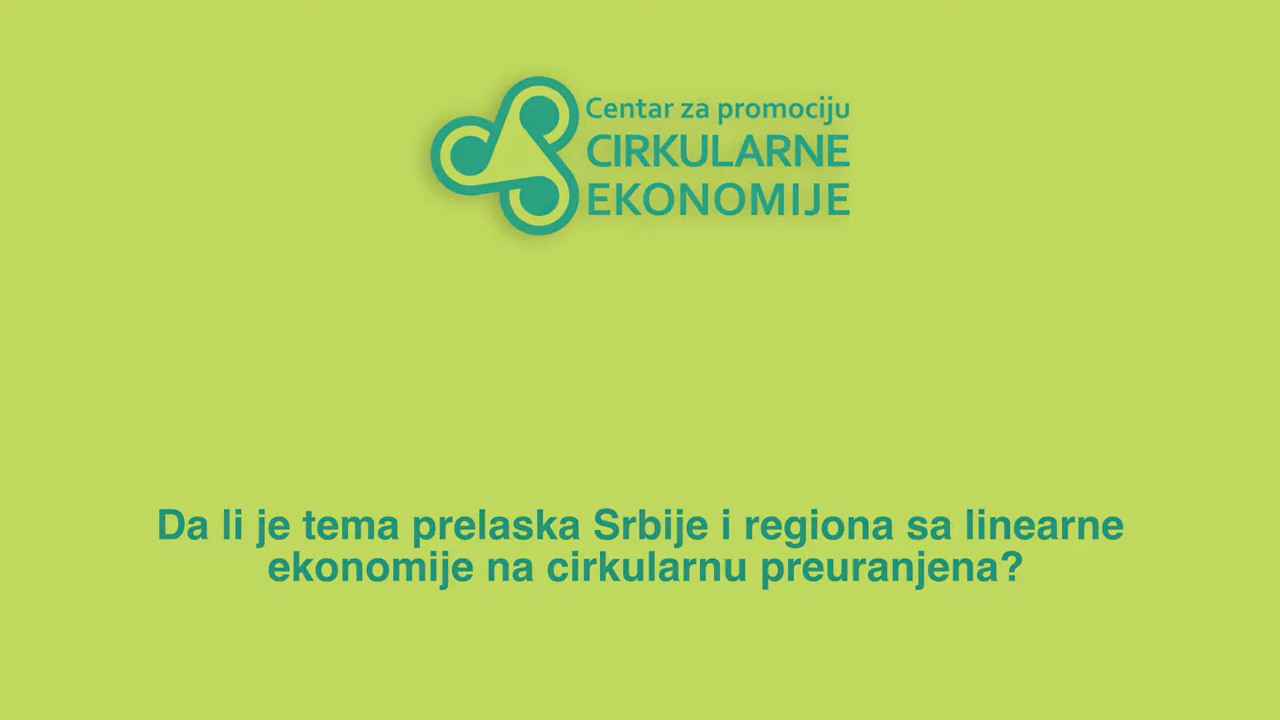 Centar za promociju
CIRKULARNE
EKONOMIJE
Da li je tema prelaska Srbije i regiona sa linearne
ekonomije na cirkularnu preuranjena?